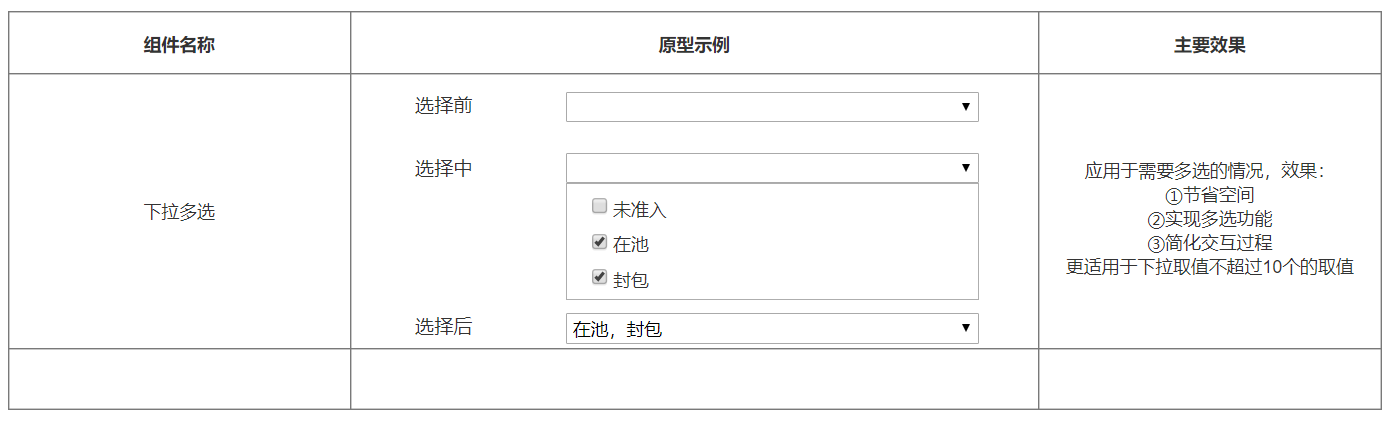 组件名称
原型示例
主要效果
下拉多选
选择前
选择中
未准入
在池
封包
选择后
在池，封包
应用于需要多选的情况，效果：
①节省空间
②实现多选功能
③简化交互过程
更适用于下拉取值不超过10个的取值